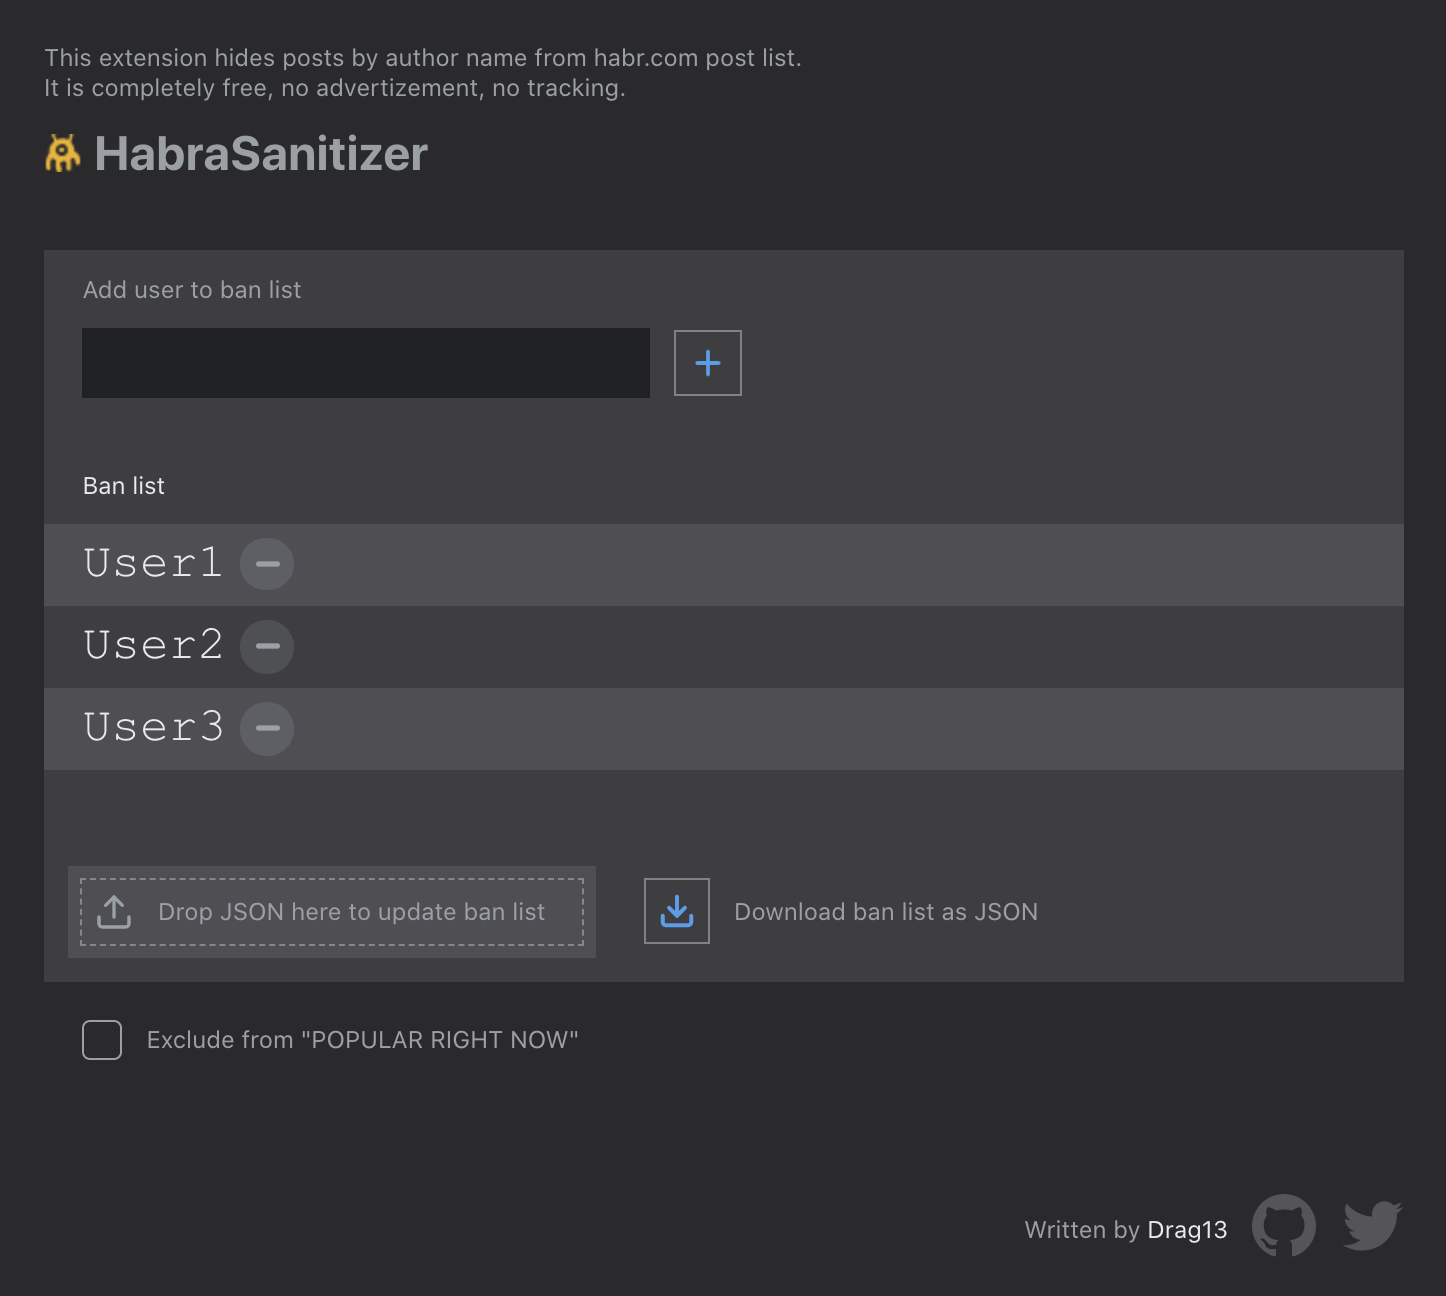 This extension hides posts by author name from habr.com post list.
It is completely free, no advertizement, no tracking.
HabraSanitizer
Add user to ban list
Ban list
User1
User2
User3
Drop JSON here to update ban list
Download ban list as JSON
Exclude from "POPULAR RIGHT NOW"
Written by Drag13